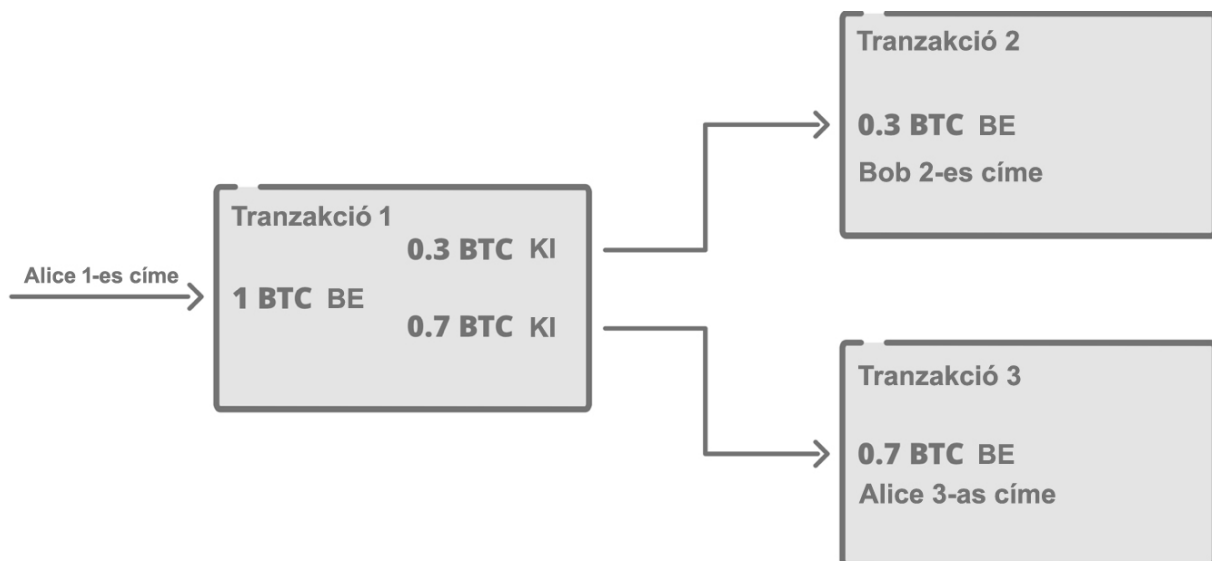 Alice 1-es címe
Tranzakció 1
0.3 BTC KI
1 BTC BE
0.7 BTC KI
Tranzakció 2
0.3 BTC BE
Bob 2-es címe
Tranzakció 3
0.7 BTC BE
Alice 3-as címe